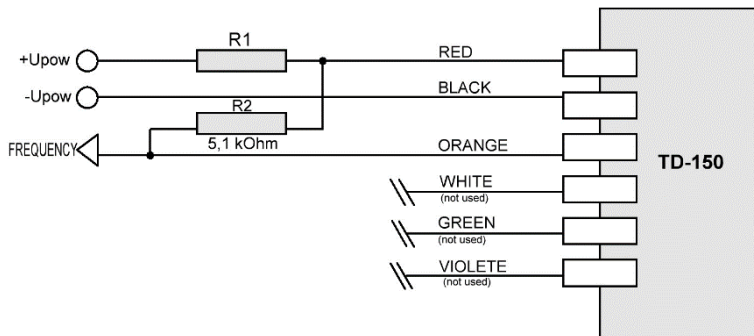 R1
RED
+Upow
BLACK
-Upow
R2
5,1 kOhm
FREQUENCY
ORANGE
TD-150
WHITE
(not used)
GREEN
(not used)
VIOLETE
(not used)